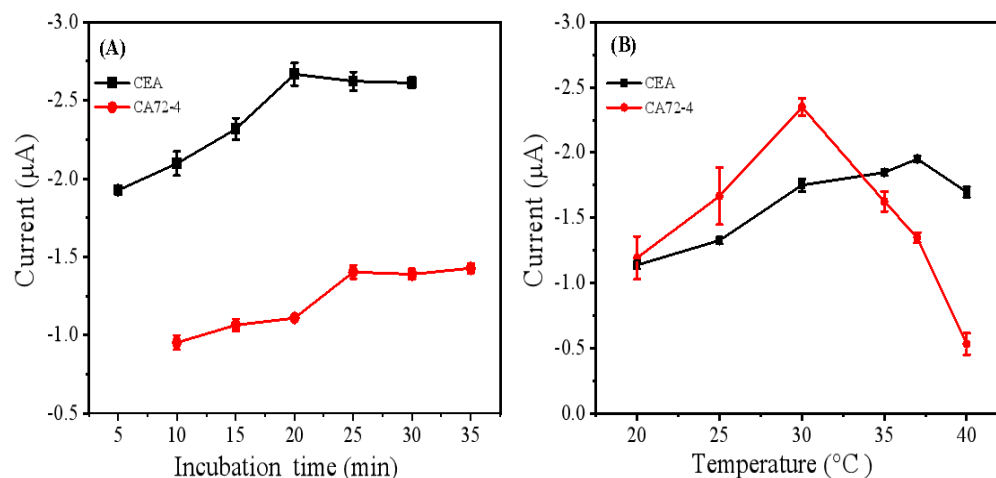 (A)
CEA
CA72-4
-3.0
-2.5
-2.0
-1.5
-1.0
-0.5
Current (μA)
5 10 15 20 25 30 35
Incubation time (min)
(B)
CEA
CA72-4
-3.0
-2.5
-2.0
-1.5
-1.0
-0.5
0.0
Current (μA)
20 25 30 35 40
Temperature (°C )